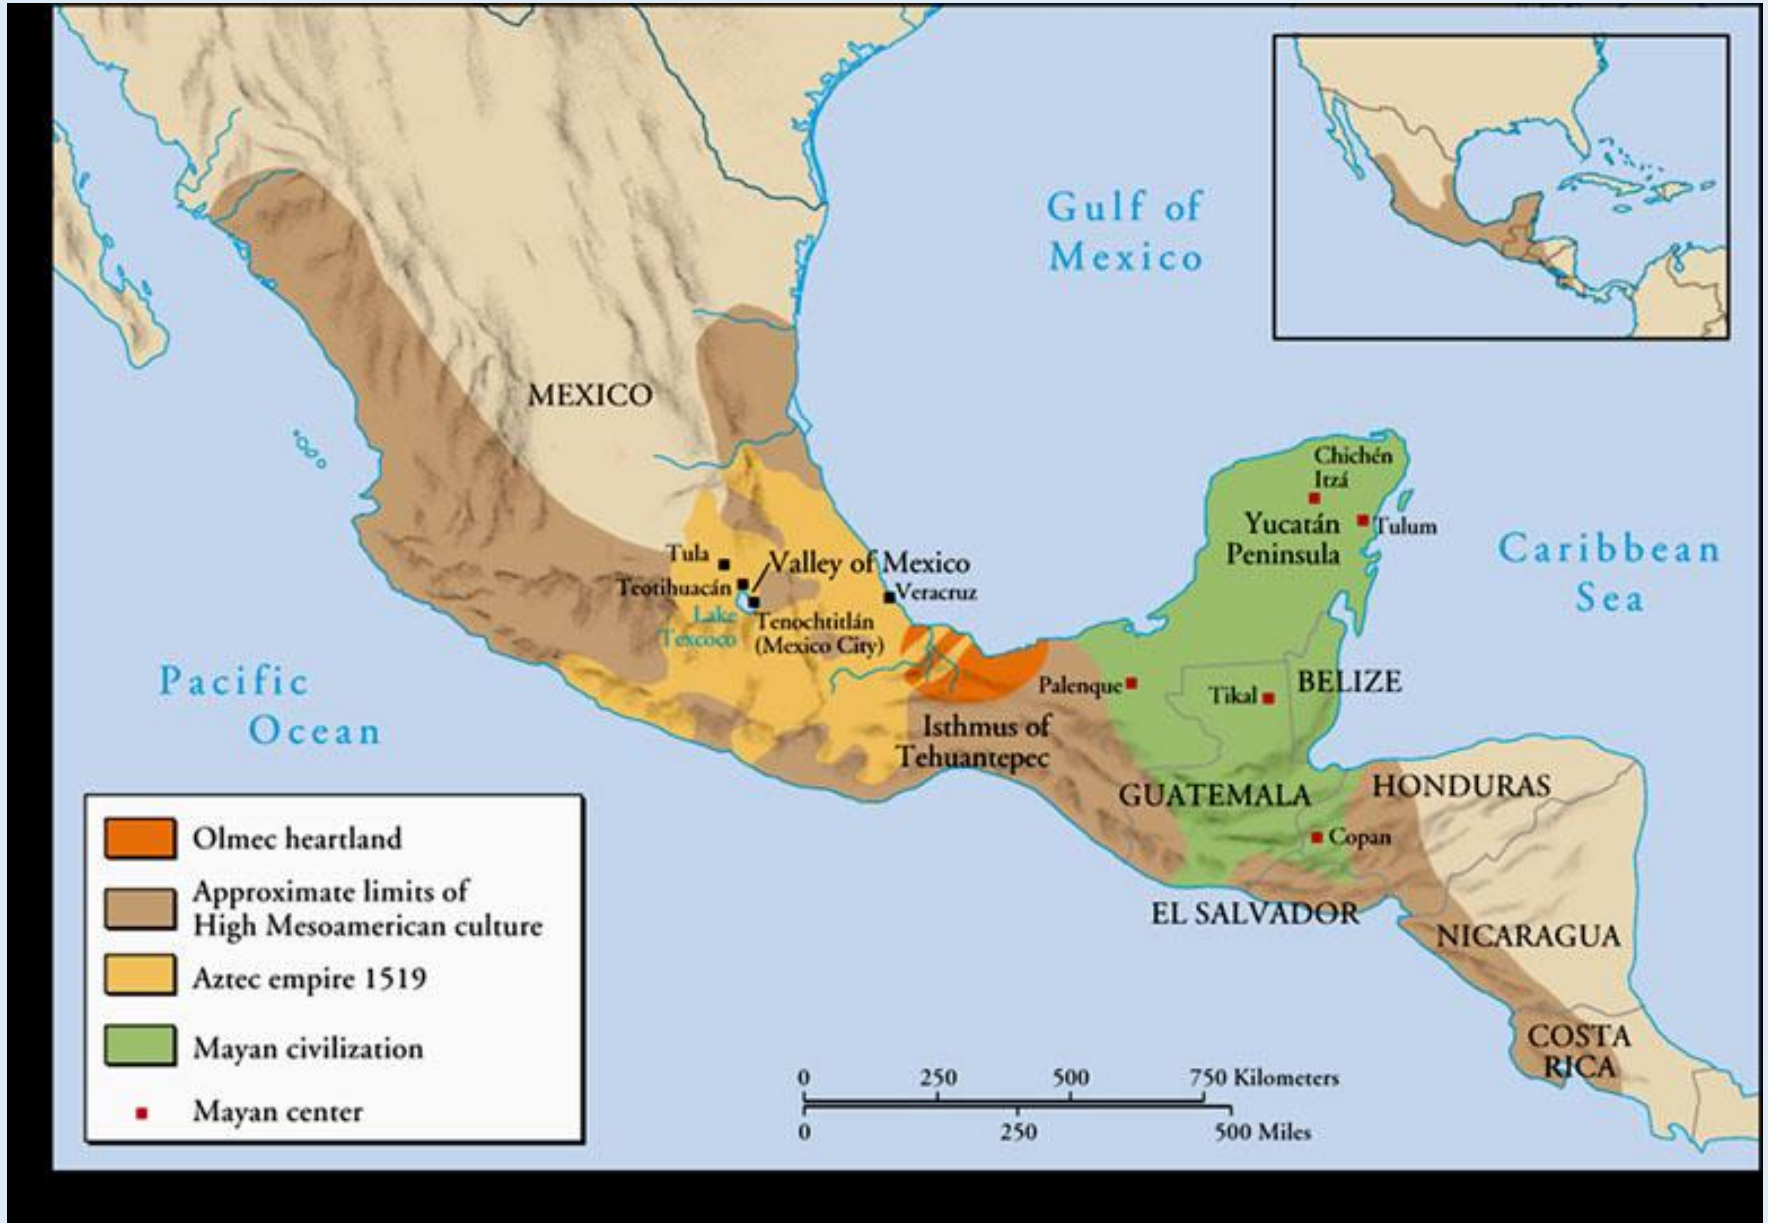 Gulf of
Mexico
MEXICO
Chichén
Itzá
Yucatán
Peninsula
Tulum
Caribbean
Sea
Tula
Valley of Mexico
Teotihuacán
Veracruz
Lake
Texcoco
Tenochtitlán
(Mexico City)
Pacific
Ocean
Palenque
Tikal
BELIZE
Isthmus of
Tehuantepec
GUATEMALA
HONDURAS
Copan
EL SALVADOR
NICARAGUA
COSTA
RICA
Olmec heartland
Approximate limits of
High Mesoamerican culture
Aztec empire 1519
Mayan civilization
Mayan center
0 250 500 750 Kilometers
0 250 500 Miles